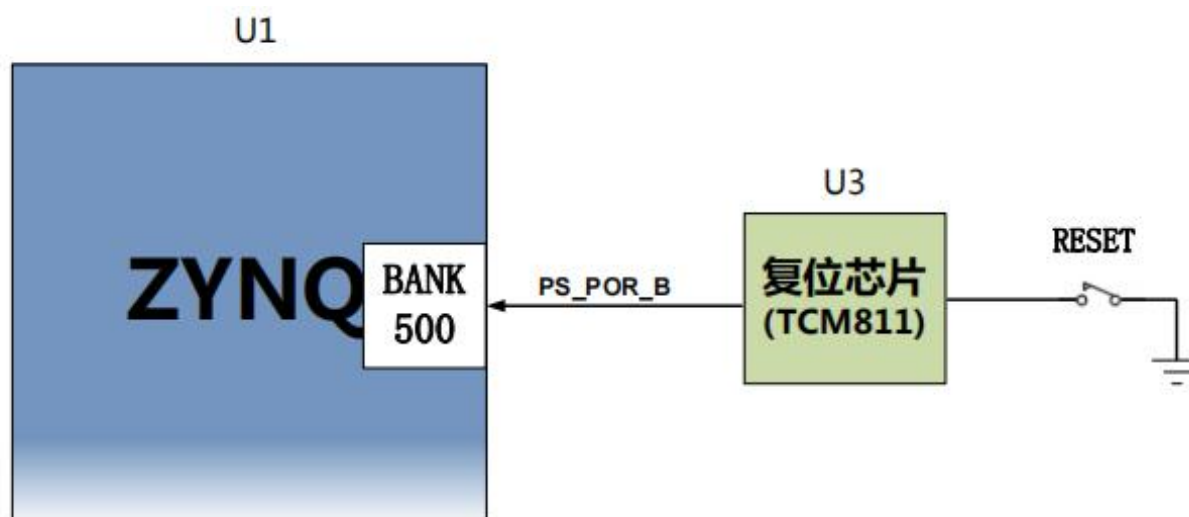 U1
ZYNQ
BANK
500
PS_POR_B
U3
复位芯片
(TCM811)
RESET